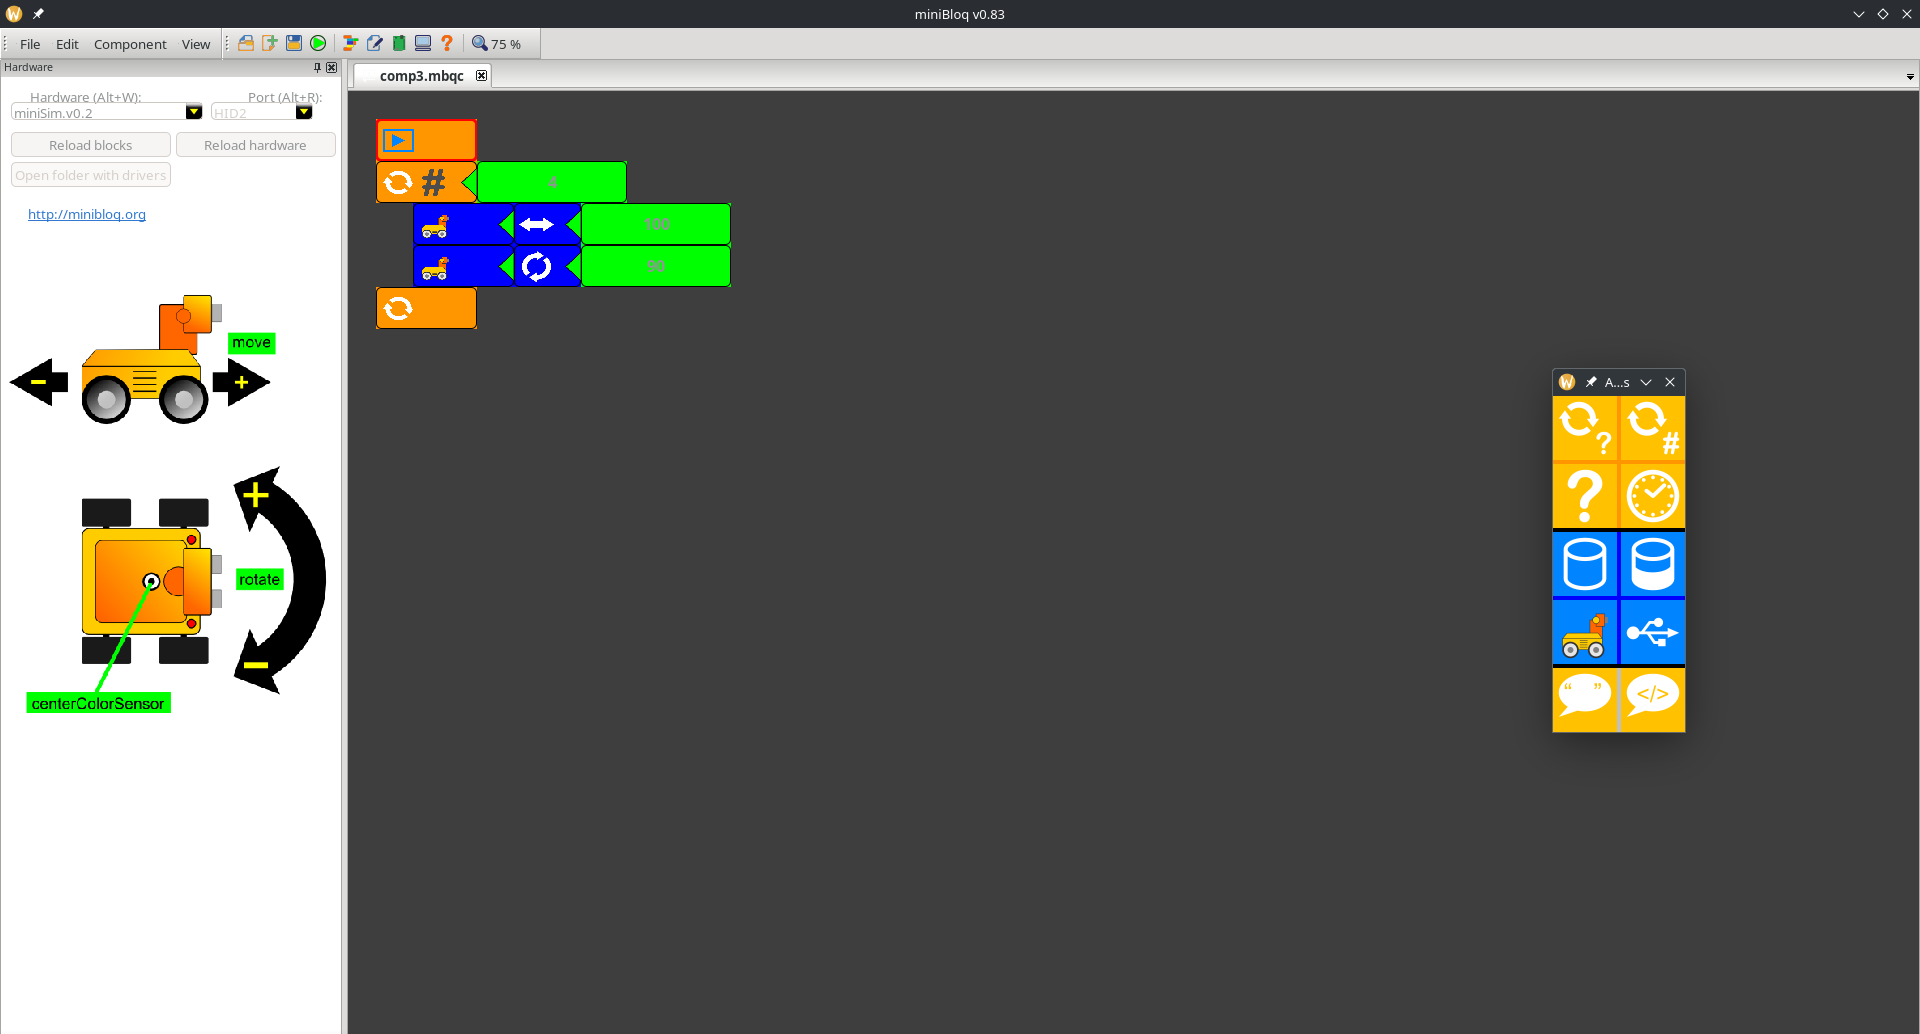 miniBloq v0.83
File Edit Component View 75 %
Hardware
comp3.mbqc
Hardware (Alt+W): Port (Alt+R):
miniSim.v0.2 HID2
Reload blocks Reload hardware
Open folder with drivers
http://minibloq.org
# 4
100
90
move
- +
+
rotate
-
centerColorSensor
A...s
? #
?
“ ” </>